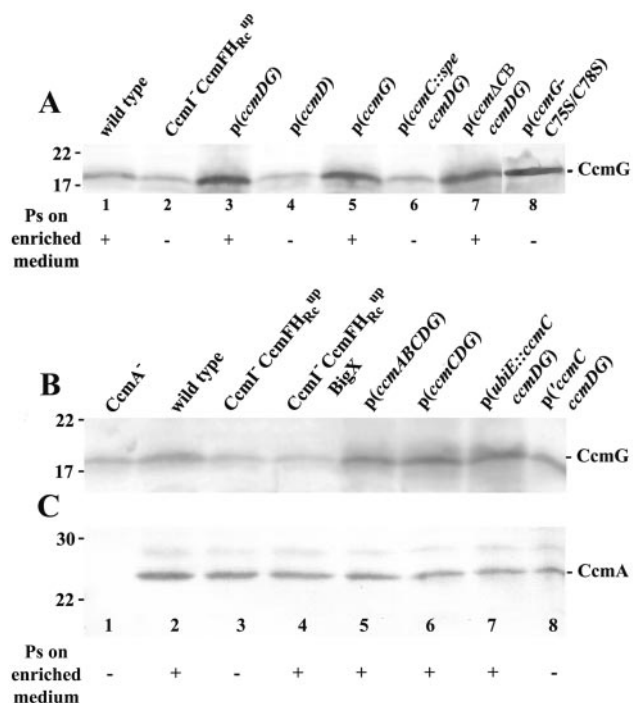 A
wild type
CcmI⁻ CcmFH_Rc^up
p(ccmDG)
p(ccmD)
p(ccmG)
p(ccmC::spe
ccmDG)
p(ccmΔCB
ccmDG)
p(ccmG-
C75S/C78S)
22 -
17 -
- CcmG
1 2 3 4 5 6 7 8
Ps on
enriched
medium
+ - + - + - + -
B
CcmA⁻
wild type
CcmI⁻ CcmFH_Rc^up
CcmI⁻ CcmFH_Rc^up
BigX
p(ccmABCDG)
p(ccmCDG)
p(ubiE::ccmC
ccmDG)
p('ccmC
ccmDG)
22 -
17 -
- CcmG
C
30 -
22 -
- CcmA
1 2 3 4 5 6 7 8
Ps on
enriched
medium
- + - + + + + -